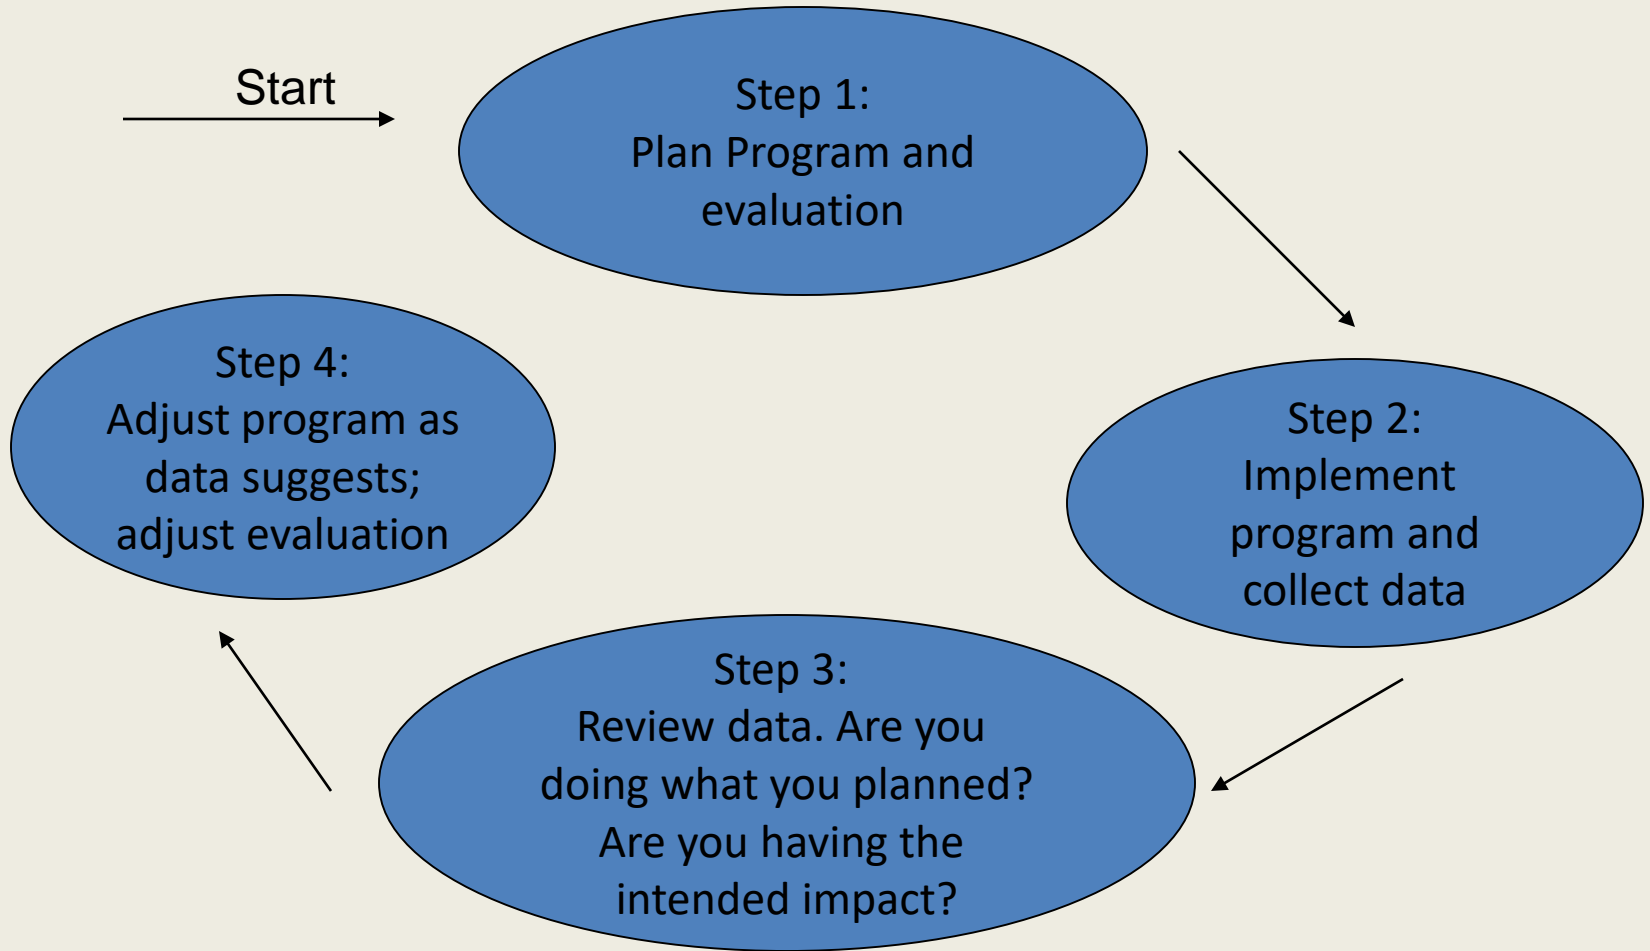 Start
Step 1:
Plan Program and
evaluation
Step 2:
Implement
program and
collect data
Step 3:
Review data. Are you
doing what you planned?
Are you having the
intended impact?
Step 4:
Adjust program as
data suggests;
adjust evaluation